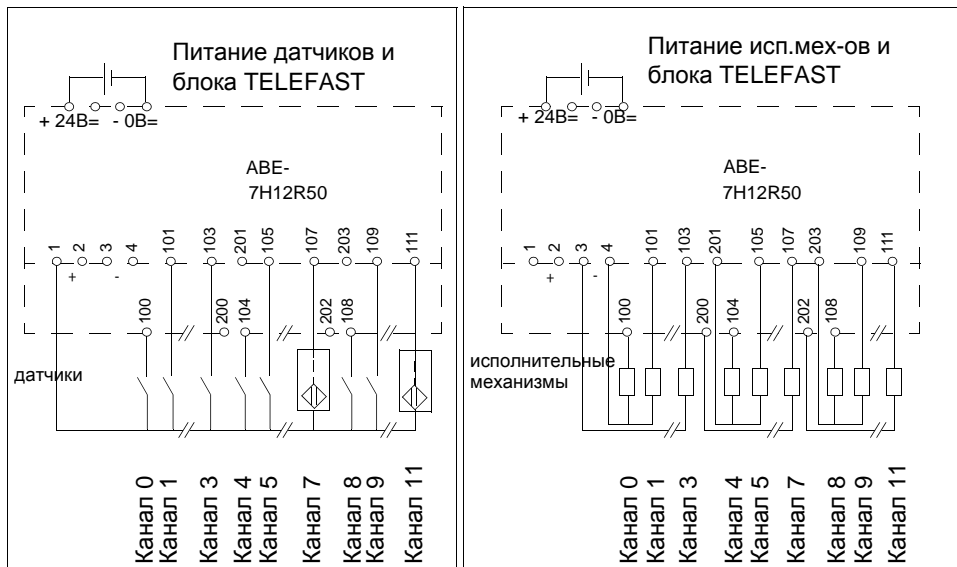 Питание датчиков и
блока TELEFAST
+ 24В= - 0В=
ABE-
7H12R50
1 2 3 4 101 103 201 105 107 203 109 111
+ -
100 200 104 202 108
датчики
Канал 0
Канал 1
Канал 3
Канал 4
Канал 5
Канал 7
Канал 8
Канал 9
Канал 11
Питание исп.мех-ов и
блока TELEFAST
+ 24В= - 0В=
ABE-
7H12R50
1 2 3 4 101 103 201 105 107 203 109 111
+ -
100 200 104 202 108
исполнительные
механизмы
Канал 0
Канал 1
Канал 3
Канал 4
Канал 5
Канал 7
Канал 8
Канал 9
Канал 11